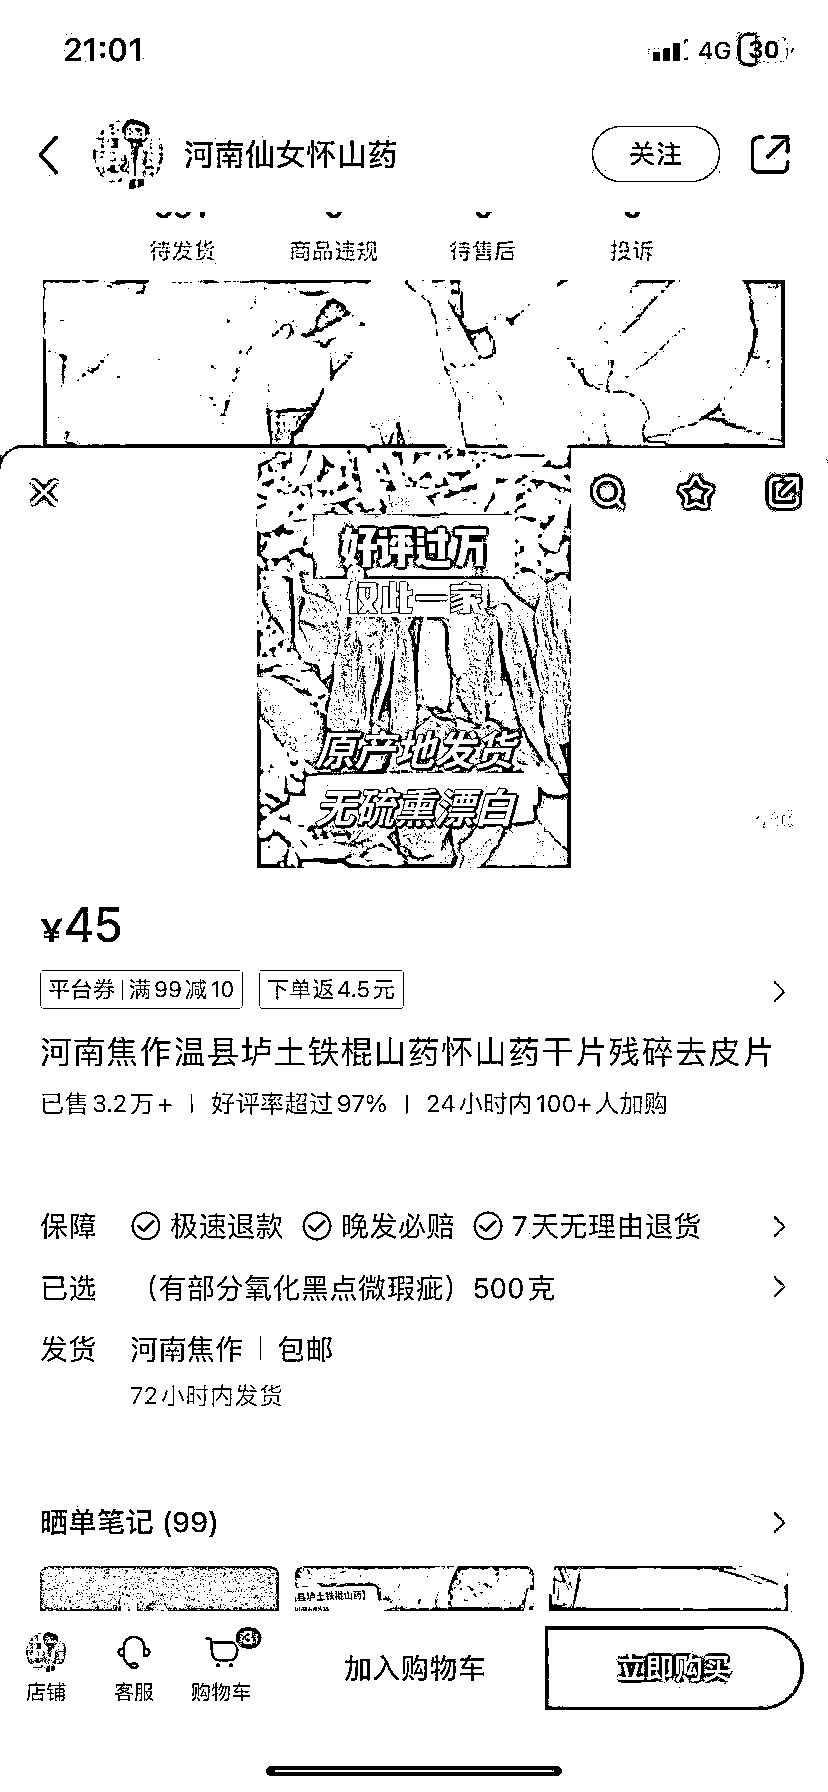 21:01
4G 30
河南仙女怀山药
关注
待发货 商品违规 待售后 投诉
好评过万
仅此一家
原产地发货
无硫熏漂白
¥45
平台券|满99减10 下单返4.5元
河南焦作温县垆土铁棍山药怀山药干片残碎去皮片
已售3.2万+ | 好评率超过97% | 24小时内100+人加购
保障 极速退款 晚发必赔 7天无理由退货
已选 （有部分氧化黑点微瑕疵）500克
发货 河南焦作 | 包邮
72小时内发货
晒单笔记 (99)
县垆土铁棍山药】
店铺 客服 购物车 加入购物车 立即购买